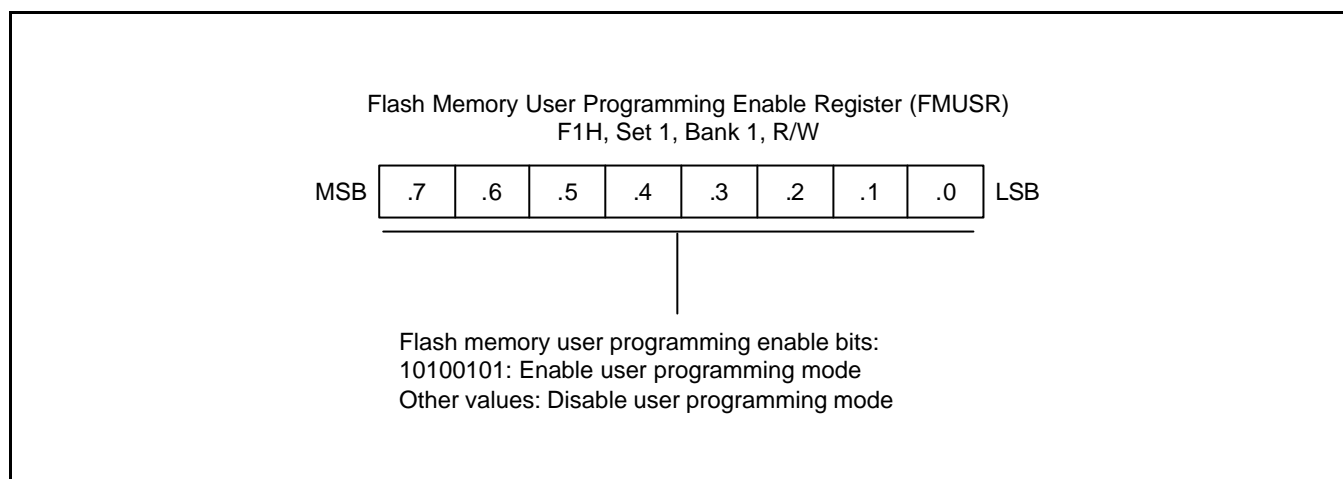 Flash Memory User Programming Enable Register (FMUSR)
F1H, Set 1, Bank 1, R/W
MSB .7 .6 .5 .4 .3 .2 .1 .0 LSB
Flash memory user programming enable bits:
10100101: Enable user programming mode
Other values: Disable user programming mode